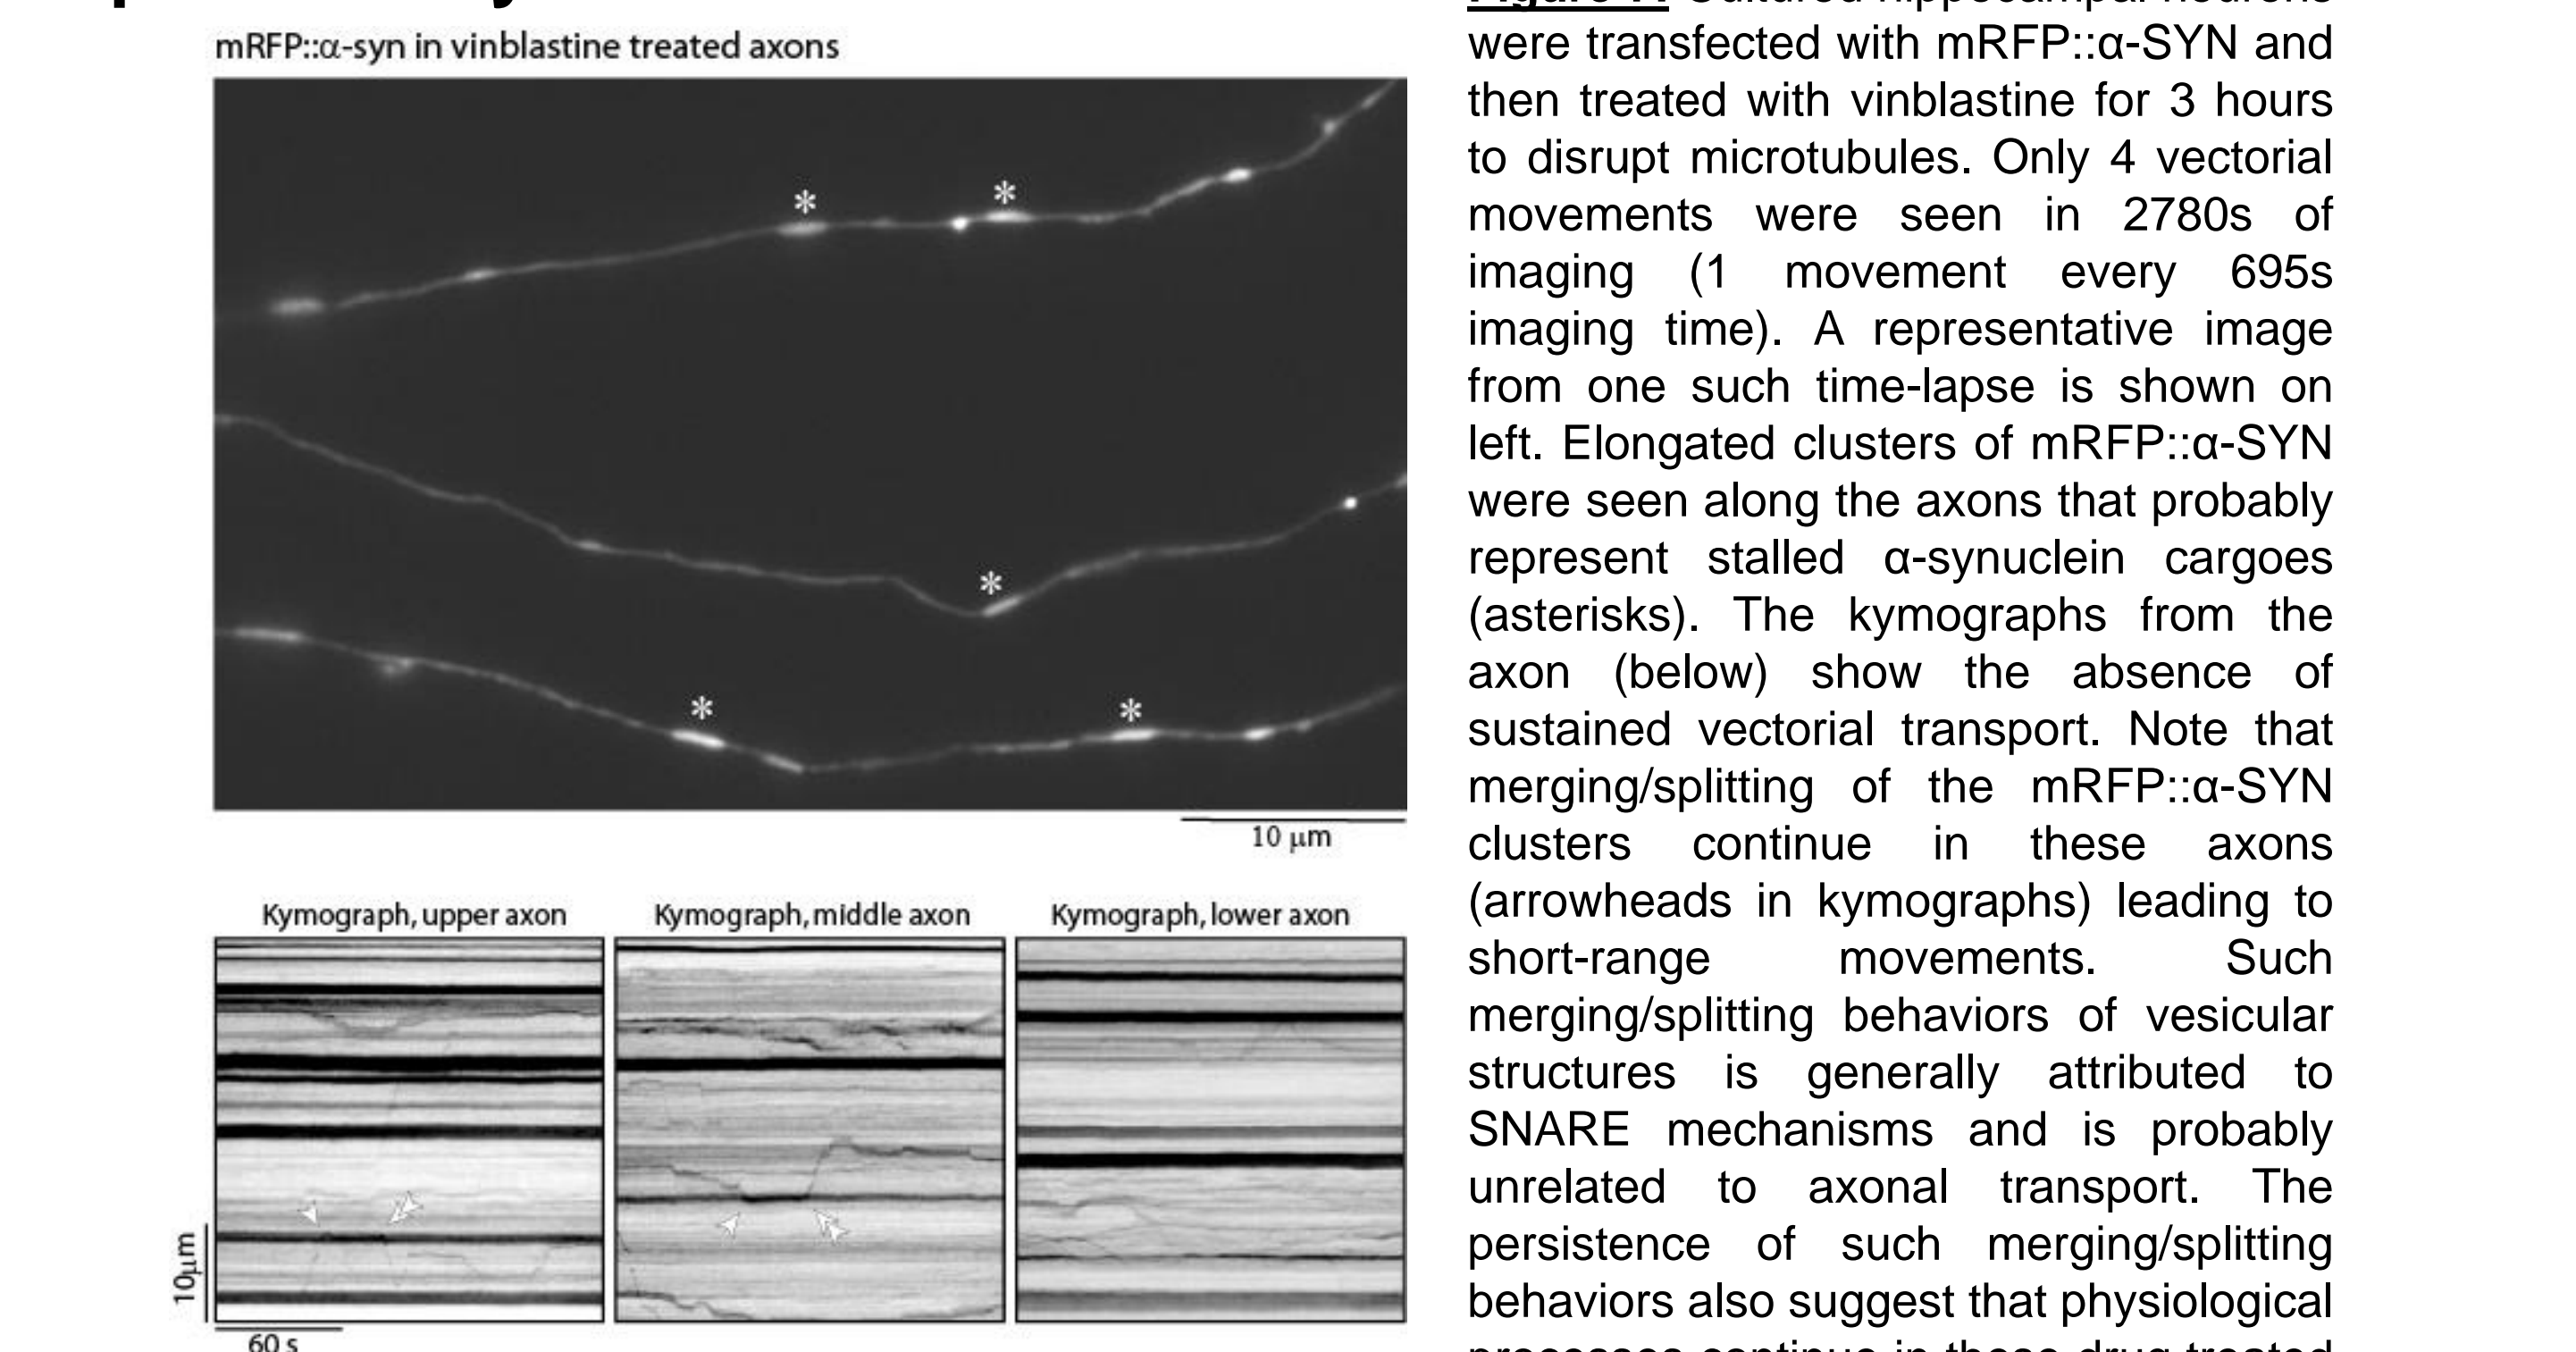 mRFP::α-syn in vinblastine treated axons
*
*
*
*
*
10 µm
Kymograph, upper axon
Kymograph, middle axon
Kymograph, lower axon
10µm
60 s
were transfected with mRFP::α-SYN and
then treated with vinblastine for 3 hours
to disrupt microtubules. Only 4 vectorial
movements were seen in 2780s of
imaging (1 movement every 695s
imaging time). A representative image
from one such time-lapse is shown on
left. Elongated clusters of mRFP::α-SYN
were seen along the axons that probably
represent stalled α-synuclein cargoes
(asterisks). The kymographs from the
axon (below) show the absence of
sustained vectorial transport. Note that
merging/splitting of the mRFP::α-SYN
clusters continue in these axons
(arrowheads in kymographs) leading to
short-range movements. Such
merging/splitting behaviors of vesicular
structures is generally attributed to
SNARE mechanisms and is probably
unrelated to axonal transport. The
persistence of such merging/splitting
behaviors also suggest that physiological
processes continue in these drug treated